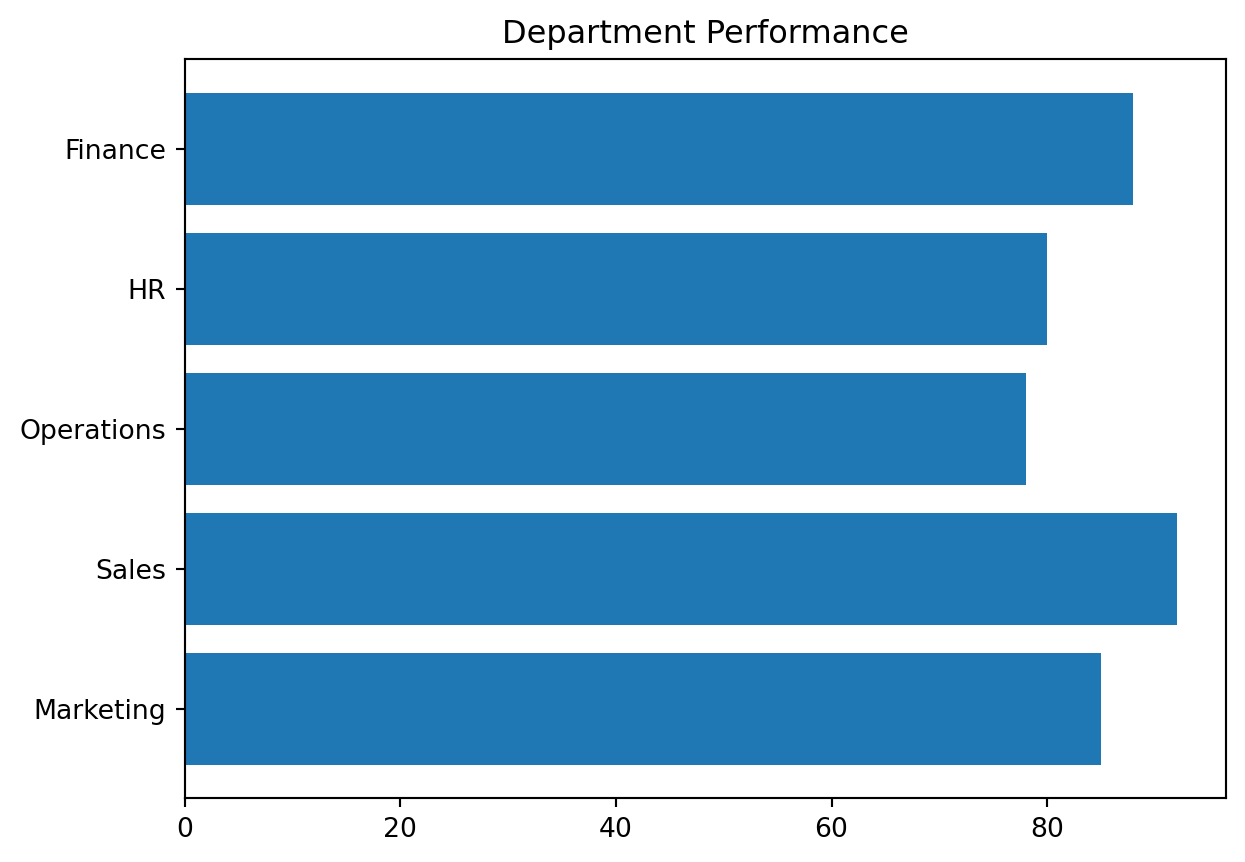 Department Performance
Finance
HR
Operations
Sales
Marketing
0 20 40 60 80